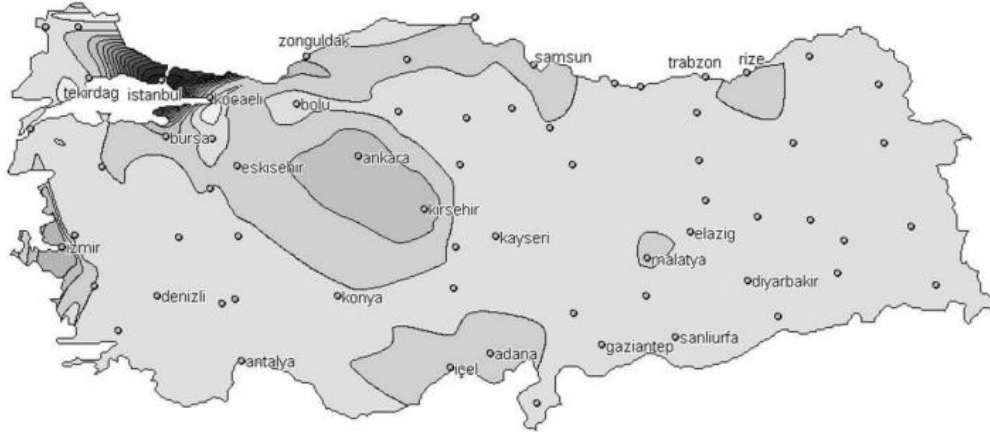 zonguldak
samsun
trabzon
rize
tekirdag
istanbul
kocaeli
bolu
bursa
eskisehir
ankara
kirsehir
kayseri
elazig
izmir
malatya
diyarbakir
denizli
konya
gaziantep
sanliurfa
adana
antalya
içel